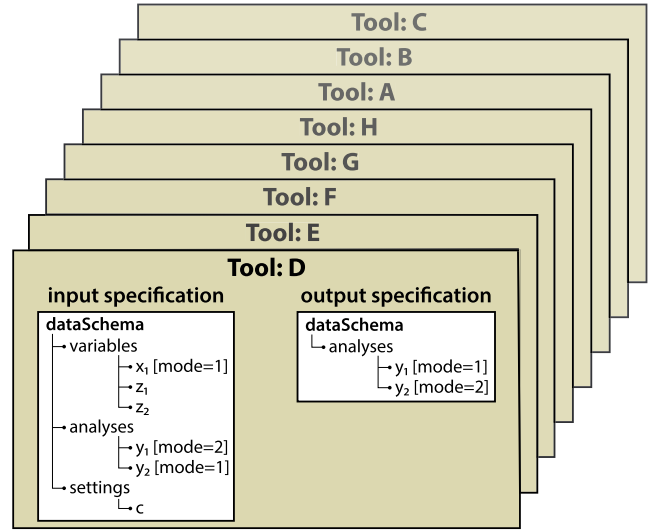 Tool: C
Tool: B
Tool: A
Tool: H
Tool: G
Tool: F
Tool: E
Tool: D
input specification
dataSchema
variables
x₁ [mode=1]
z₁
z₂
analyses
y₁ [mode=2]
y₂ [mode=1]
settings
c
output specification
dataSchema
analyses
y₁ [mode=1]
y₂ [mode=2]